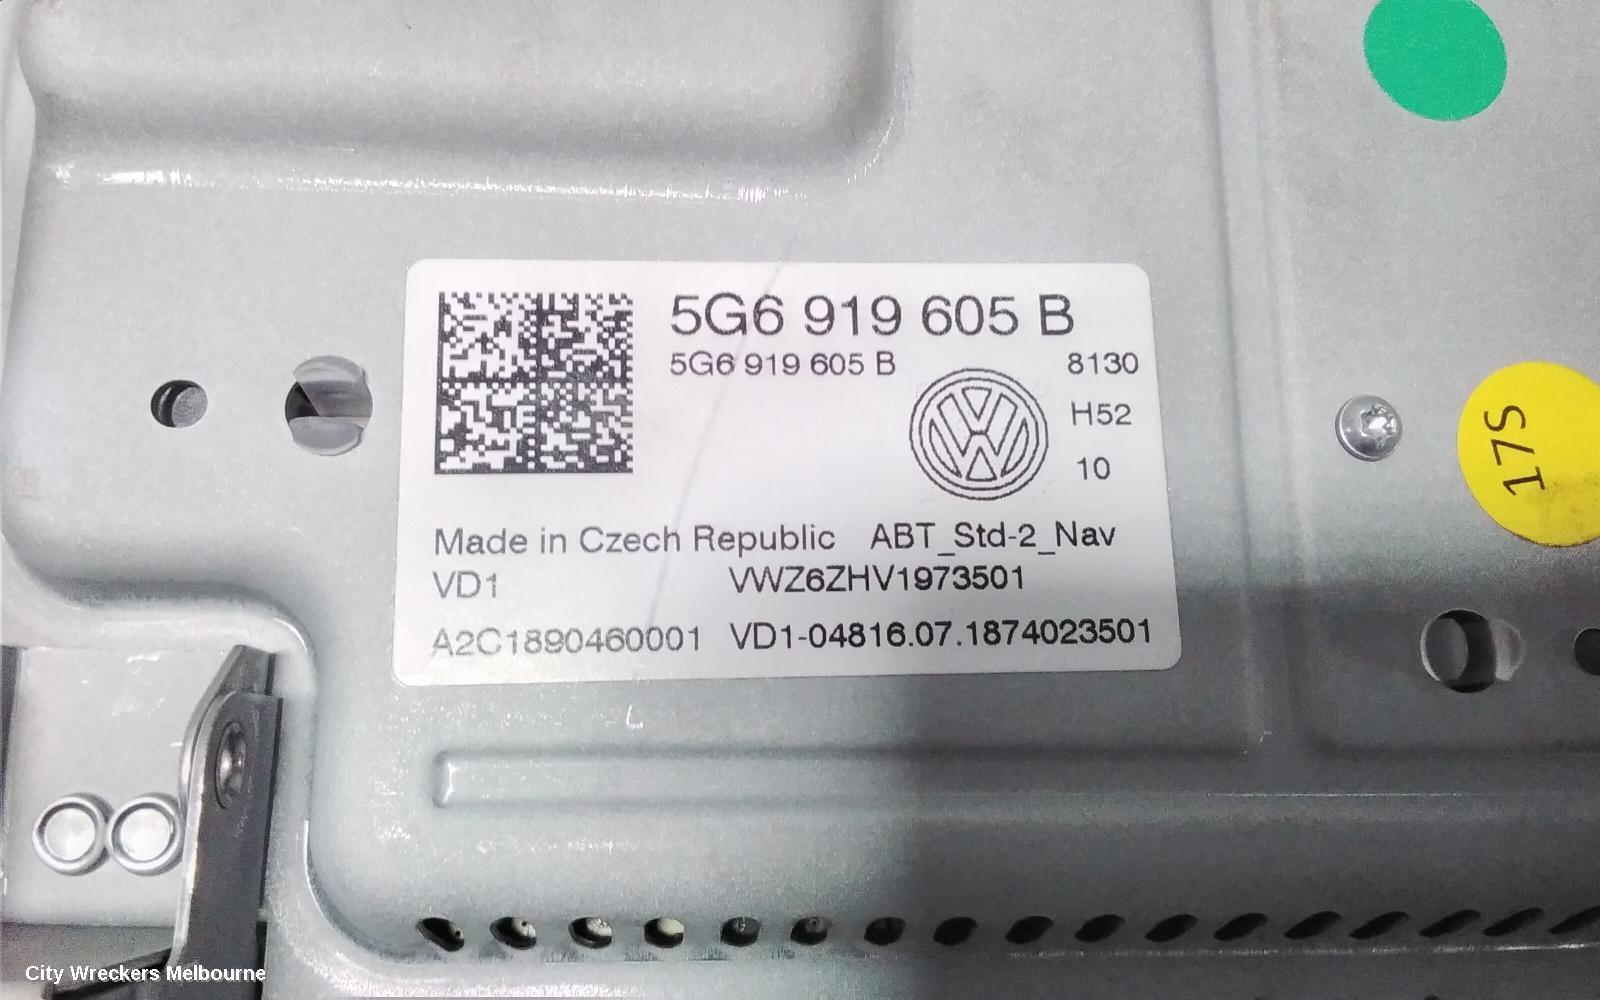 5G6 919 605 B
5G6 919 605 B
8130
H52
10
Made in Czech Republic ABT_Std-2_Nav
VD1 VWZ6ZHV1973501
A2C1890460001 VD1-04816.07.1874023501
17S
City Wreckers Melbourne